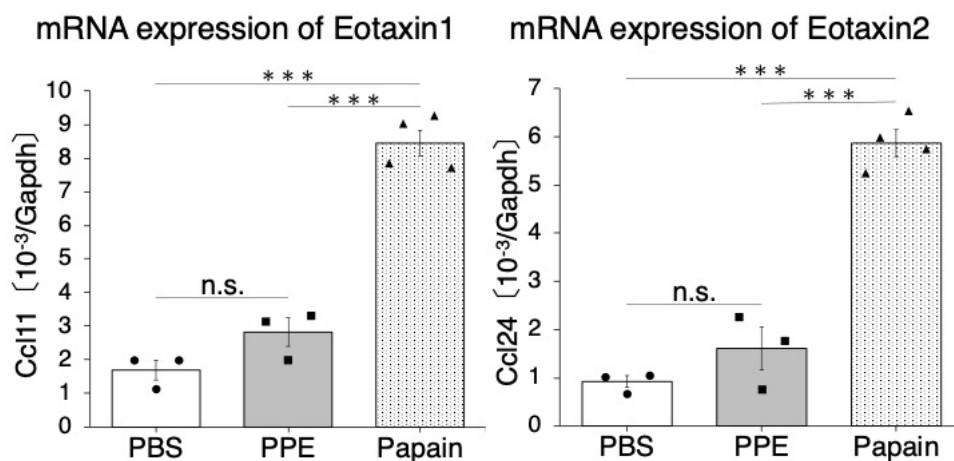 mRNA expression of Eotaxin1
Ccl11 〔10-3/Gapdh〕
10
9
8
7
6
5
4
3
2
1
0
***
***
n.s.
PBS PPE Papain
mRNA expression of Eotaxin2
Ccl24 〔10-3/Gapdh〕
7
6
5
4
3
2
1
0
***
***
n.s.
PBS PPE Papain